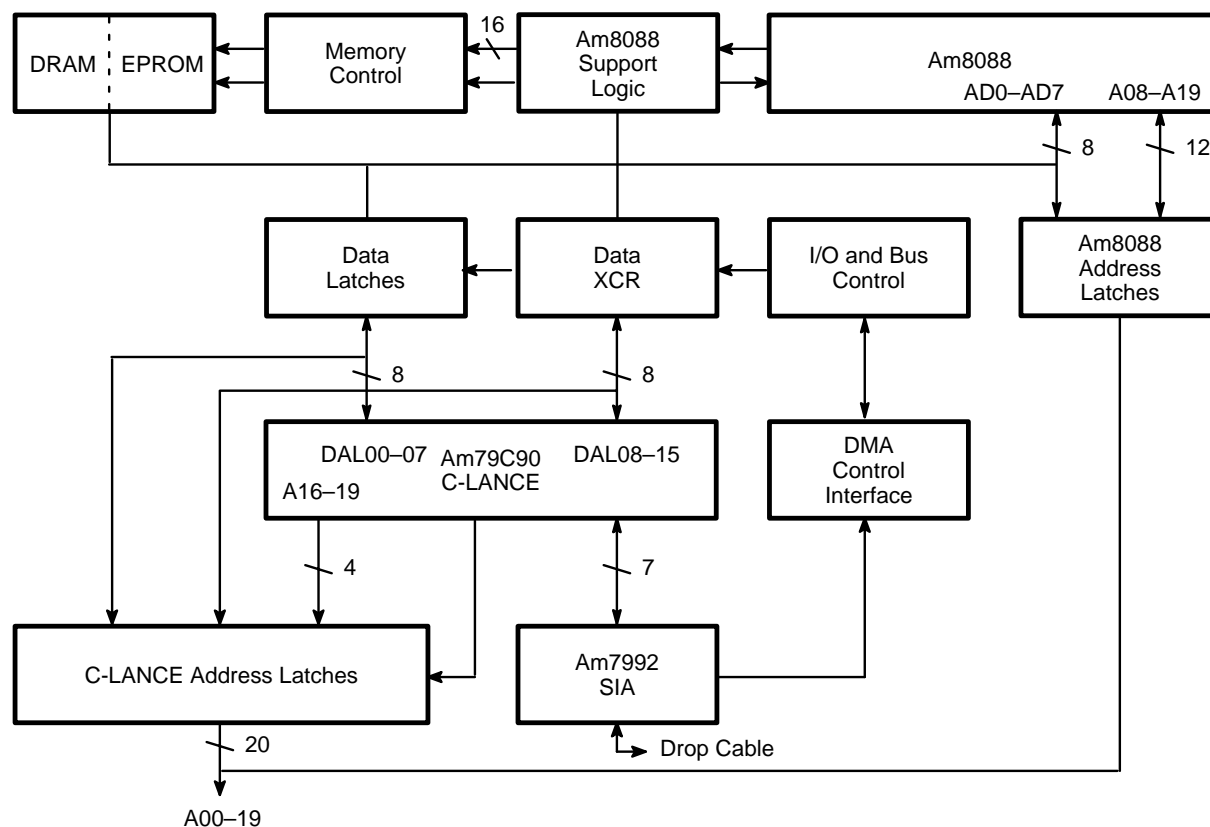 DRAM
EPROM
Memory
Control
16
Am8088
Support
Logic
Am8088
AD0–AD7
A08–A19
8
12
Data
Latches
Data
XCR
I/O and Bus
Control
Am8088
Address
Latches
8
8
DAL00–07
Am79C90
C-LANCE
DAL08–15
A16–19
DMA
Control
Interface
4
7
C-LANCE Address Latches
Am7992
SIA
20
Drop Cable
A00–19